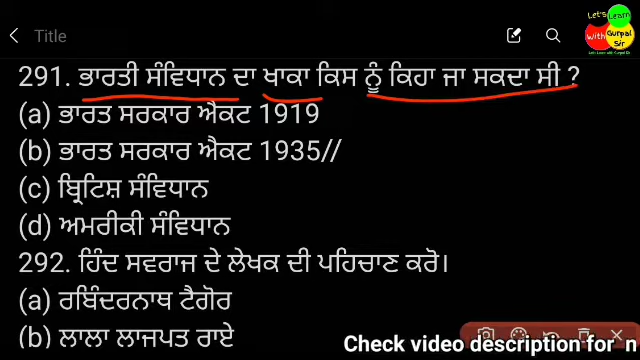 Title
Let's Learn
With Gurpal
Sir
291. ਭਾਰਤੀ ਸੰਵਿਧਾਨ ਦਾ ਖਾਕਾ ਕਿਸ ਨੂੰ ਕਿਹਾ ਜਾ ਸਕਦਾ ਸੀ ?
(a) ਭਾਰਤ ਸਰਕਾਰ ਐਕਟ 1919
(b) ਭਾਰਤ ਸਰਕਾਰ ਐਕਟ 1935//
(c) ਬ੍ਰਿਟਿਸ਼ ਸੰਵਿਧਾਨ
(d) ਅਮਰੀਕੀ ਸੰਵਿਧਾਨ
292. ਹਿੰਦ ਸਵਰਾਜ ਦੇ ਲੇਖਕ ਦੀ ਪਹਿਚਾਣ ਕਰੋ।
(a) ਰਬਿੰਦਰਨਾਥ ਟੈਗੋਰ
(b) ਲਾਲਾ ਲਾਜਪਤ ਰਾਏ
Check video description for n